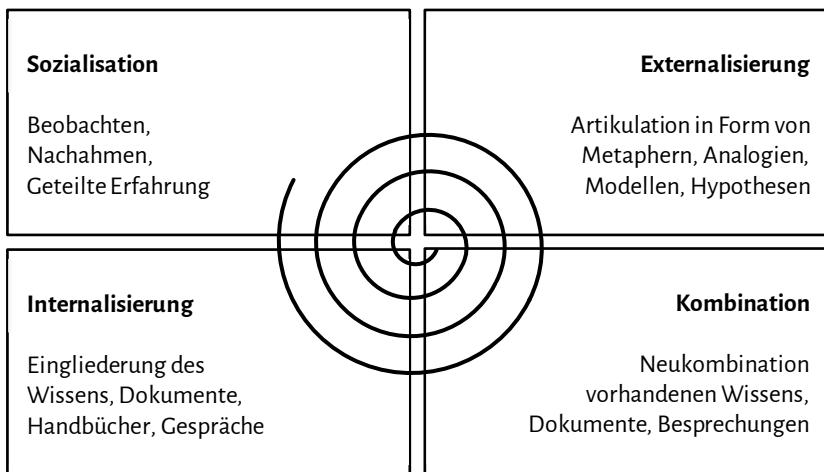 Sozialisation
Beobachten,
Nachahmen,
Geteilte Erfahrung
Externalisierung
Artikulation in Form von
Metaphern, Analogien,
Modellen, Hypothesen
Internalisierung
Eingliederung des
Wissens, Dokumente,
Handbücher, Gespräche
Kombination
Neukombination
vorhandenen Wissens,
Dokumente, Besprechungen